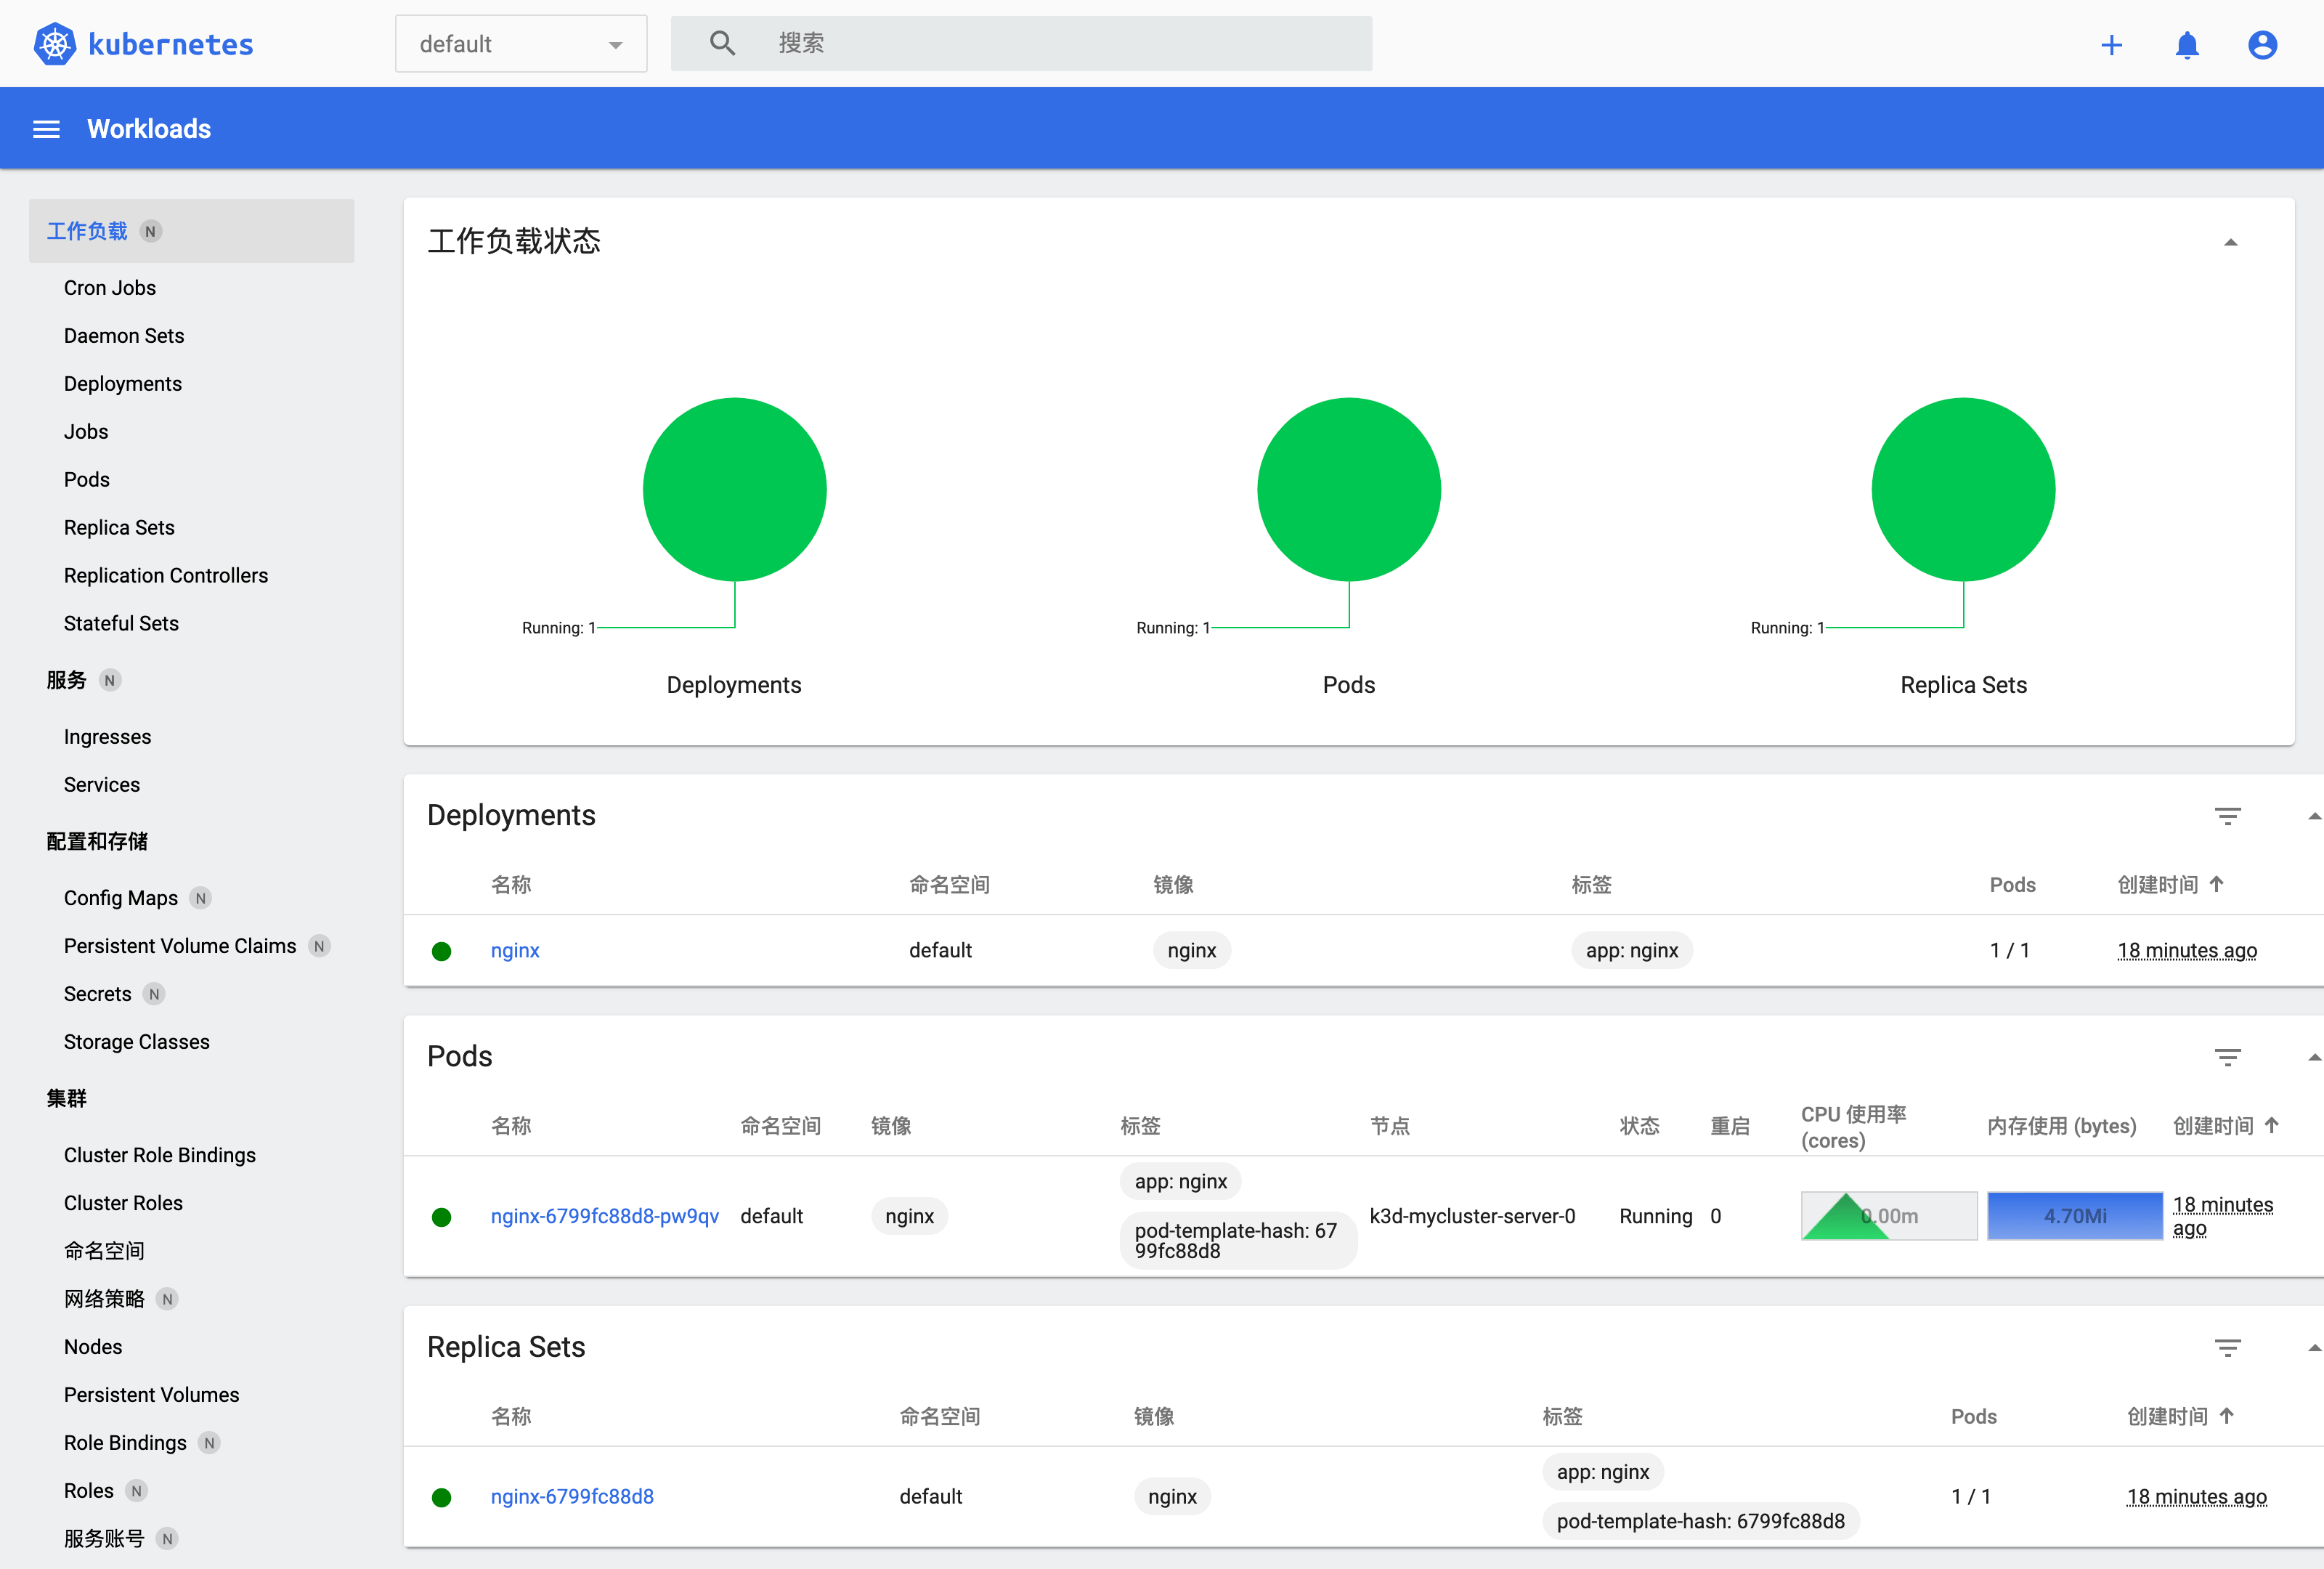 kubernetes
default
搜索
Workloads
工作负载 N
Cron Jobs
Daemon Sets
Deployments
Jobs
Pods
Replica Sets
Replication Controllers
Stateful Sets
服务 N
Ingresses
Services
配置和存储
Config Maps N
Persistent Volume Claims N
Secrets N
Storage Classes
集群
Cluster Role Bindings
Cluster Roles
命名空间
网络策略 N
Nodes
Persistent Volumes
Role Bindings N
Roles N
服务账号 N
工作负载状态
Running: 1
Running: 1
Running: 1
Deployments
Pods
Replica Sets
Deployments
名称 命名空间 镜像 标签 Pods 创建时间
nginx default nginx app: nginx 1 / 1 18 minutes ago
Pods
名称 命名空间 镜像 标签 节点 状态 重启 CPU 使用率
(cores) 内存使用 (bytes) 创建时间
nginx-6799fc88d8-pw9qv default nginx app: nginx
pod-template-hash: 67
99fc88d8
k3d-mycluster-server-0 Running 0 0.00m 4.70Mi 18 minutes
ago
Replica Sets
名称 命名空间 镜像 标签 Pods 创建时间
nginx-6799fc88d8 default nginx app: nginx
pod-template-hash: 6799fc88d8
1 / 1 18 minutes ago